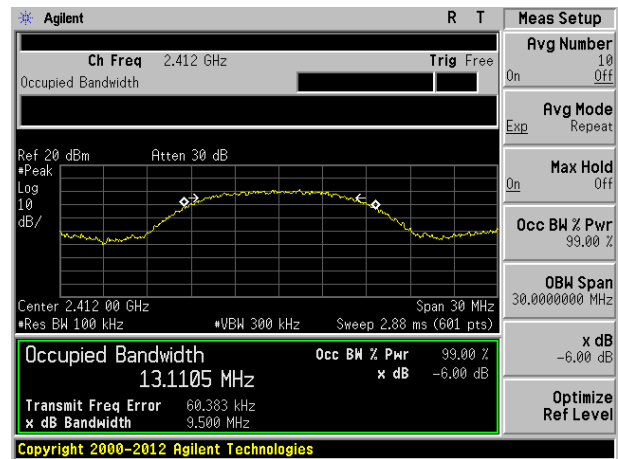 Agilent R T Meas Setup
Ch Freq 2.412 GHz Trig Free
Occupied Bandwidth
Avg Number
10
On Off
Avg Mode
Exp Repeat
Ref 20 dBm Atten 30 dB
#Peak
Log
10
dB/
Max Hold
On Off
Occ BW % Pwr
99.00 %
OBW Span
30.0000000 MHz
Center 2.412 00 GHz Span 30 MHz
#Res BW 100 kHz #VBW 300 kHz Sweep 2.88 ms (601 pts)
Occupied Bandwidth Occ BW % Pwr 99.00 %
13.1105 MHz x dB -6.00 dB
Transmit Freq Error 60.383 kHz
x dB Bandwidth 9.500 MHz
x dB
-6.00 dB
Optimize
Ref Level
Copyright 2000-2012 Agilent Technologies